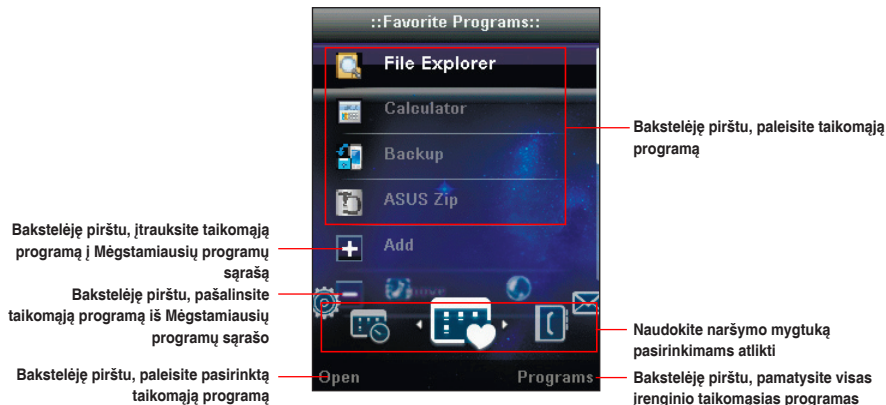 ::Favorite Programs::
File Explorer
Calculator
Backup
ASUS Zip
Add
Open
Programs
Bakstelėję pirštu, paleisite taikomąją
programą
Bakstelėję pirštu, įtrauksite taikomąją
programą į Mėgstamiausių programų
sąrašą
Bakstelėję pirštu, pašalinsite
taikomąją programą iš Mėgstamiausių
programų sąrašo
Naudokite naršymo mygtuką
pasirinkimams atlikti
Bakstelėję pirštu, paleisite pasirinktą
taikomąją programą
Bakstelėję pirštu, pamatysite visas
įrenginio taikomąsias programas